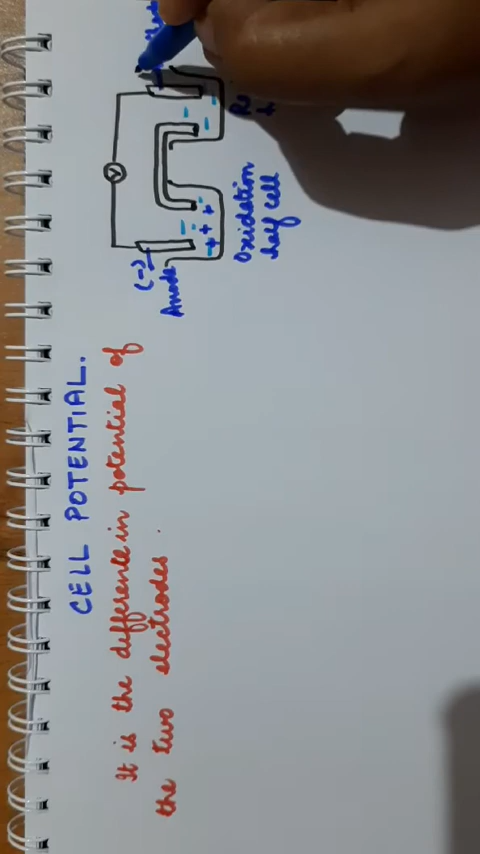 CELL POTENTIAL.
It is the difference in potential of
the two electrodes.
(-)
Anode
V
Oxidation
half cell